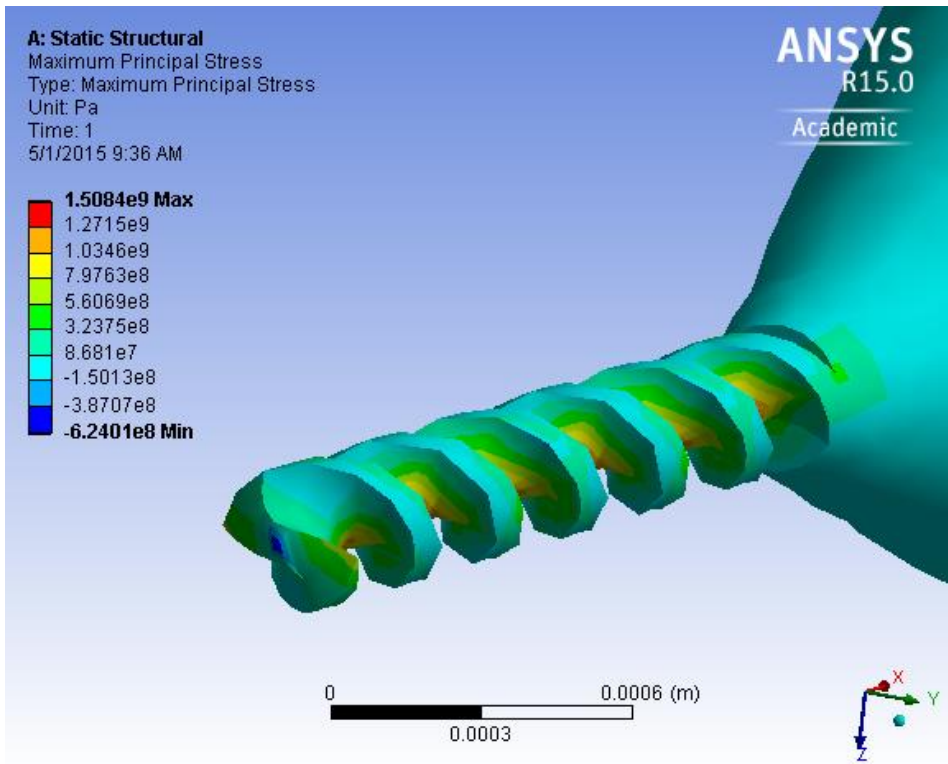 A: Static Structural
Maximum Principal Stress
Type: Maximum Principal Stress
Unit: Pa
Time: 1
5/1/2015 9:36 AM
ANSYS
R15.0
Academic
1.5084e9 Max
1.2715e9
1.0346e9
7.9763e8
5.6069e8
3.2375e8
8.681e7
-1.5013e8
-3.8707e8
-6.2401e8 Min
0
0.0006 (m)
0.0003
X
Y
Z